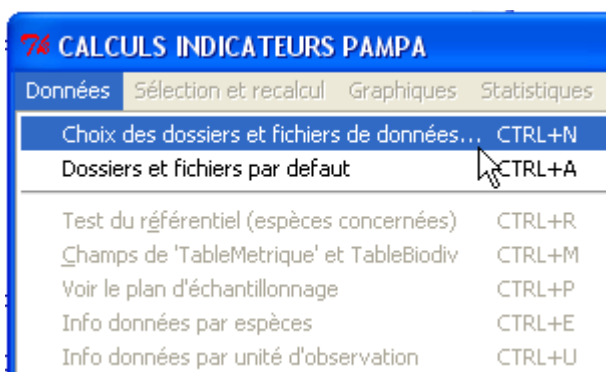 CALCULS INDICATEURS PAMPA
Données Sélection et recalcul Graphiques Statistiques
Choix des dossiers et fichiers de données... CTRL+N
Dossiers et fichiers par defaut CTRL+A
Test du référentiel (espèces concernées) CTRL+R
Champs de 'TableMetrique' et TableBiodiv CTRL+M
Voir le plan d'échantillonnage CTRL+P
Info données par espèces CTRL+E
Info données par unité d'observation CTRL+U